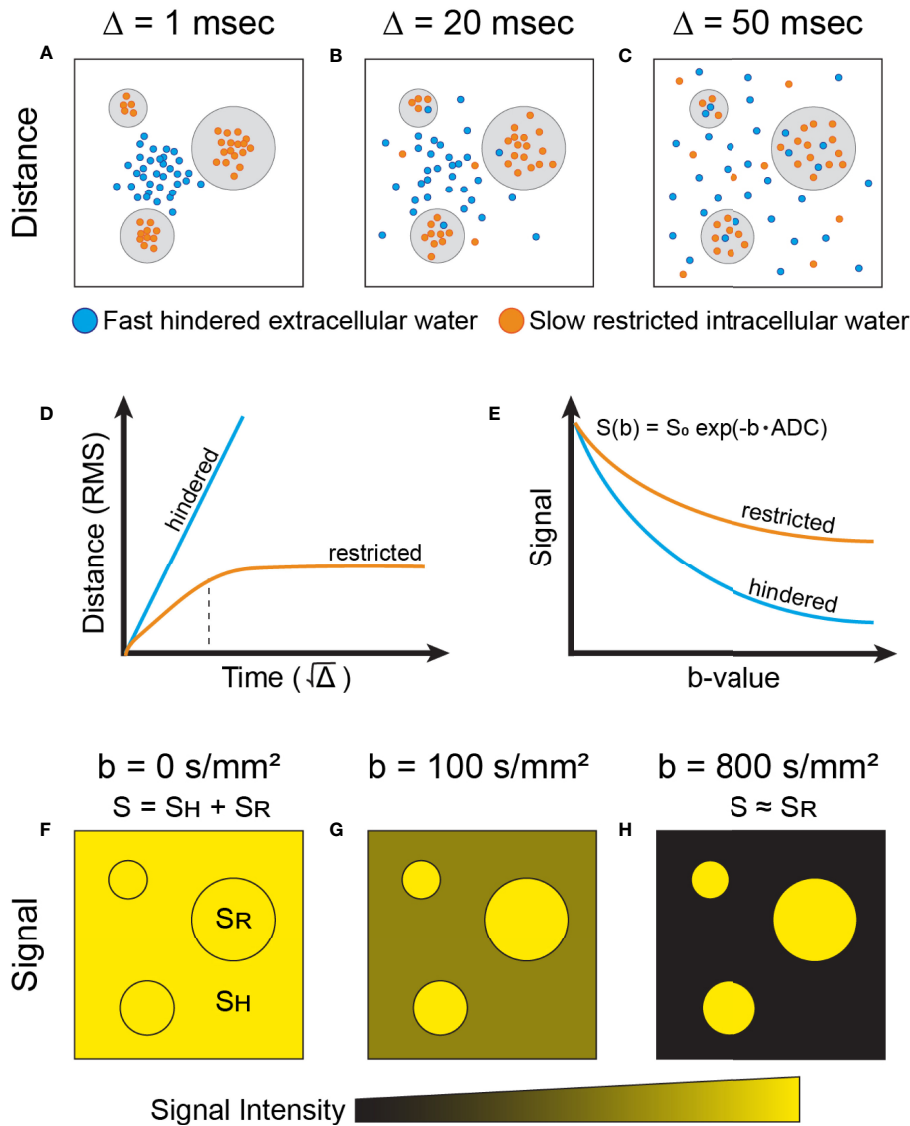 Δ = 1 msec
Δ = 20 msec
Δ = 50 msec
A
B
C
Distance
Fast hindered extracellular water
Slow restricted intracellular water
D
Distance (RMS)
hindered
restricted
Time (√Δ)
E
S(b) = S₀ exp(-b·ADC)
Signal
restricted
hindered
b-value
b = 0 s/mm²
S = SH + SR
b = 100 s/mm²
b = 800 s/mm²
S ≈ SR
F
G
H
Signal
SR
SH
Signal Intensity